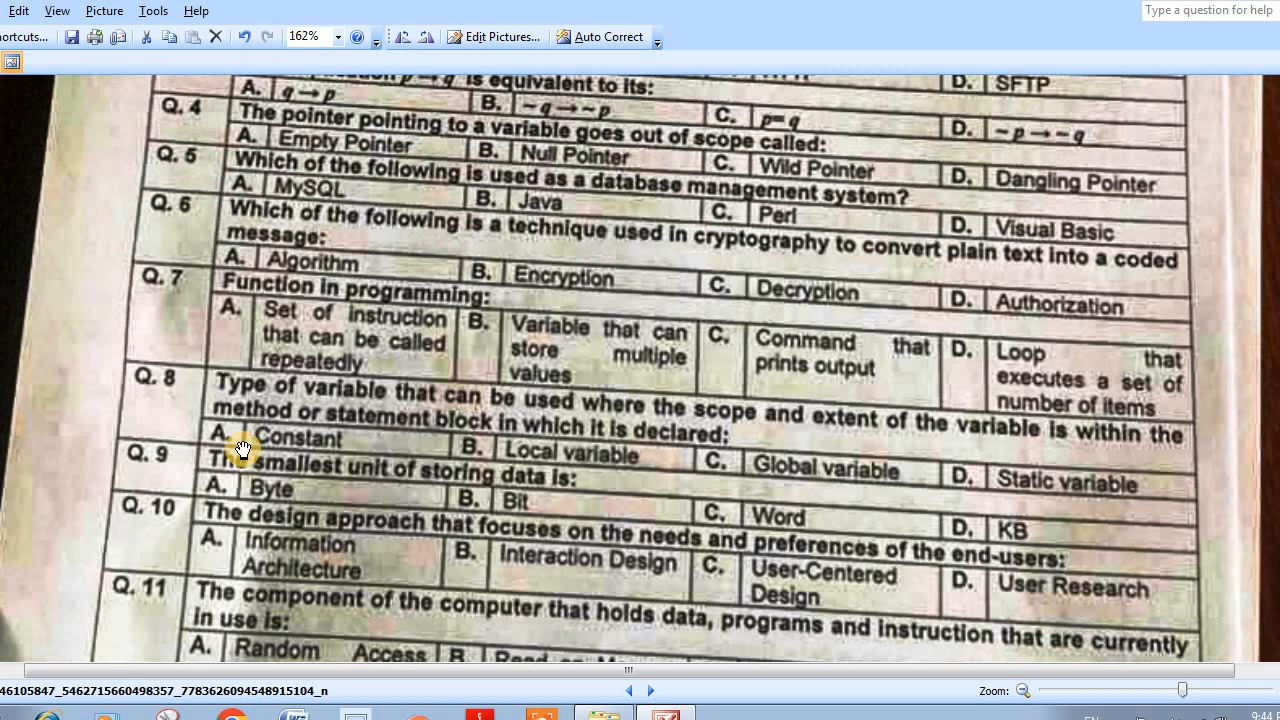 Edit View Picture Tools Help Type a question for help
ortcuts... 162% Edit Pictures... Auto Correct
is equivalent to its: D. SFTP
A. q→p B. ~q→~p C. p=q D. ~p→~q
Q. 4 The pointer pointing to a variable goes out of scope called:
A. Empty Pointer B. Null Pointer C. Wild Pointer D. Dangling Pointer
Q. 5 Which of the following is used as a database management system?
A. MySQL B. Java C. Perl D. Visual Basic
Q. 6 Which of the following is a technique used in cryptography to convert plain text into a coded
message:
A. Algorithm B. Encryption C. Decryption D. Authorization
Q. 7 Function in programming:
A. Set of instruction B. Variable that can C. Command that D. Loop that
that can be called store multiple prints output executes a set of
repeatedly values number of items
Q. 8 Type of variable that can be used where the scope and extent of the variable is within the
method or statement block in which it is declared:
A. Constant B. Local variable C. Global variable D. Static variable
Q. 9 The smallest unit of storing data is:
A. Byte B. Bit C. Word D. KB
Q. 10 The design approach that focuses on the needs and preferences of the end-users:
A. Information B. Interaction Design C. User-Centered D. User Research
Architecture Design
Q. 11 The component of the computer that holds data, programs and instruction that are currently
in use is:
A. Random Access B.
46105847_5462715660498357_7783626094548915104_n Zoom:
EN 9:44